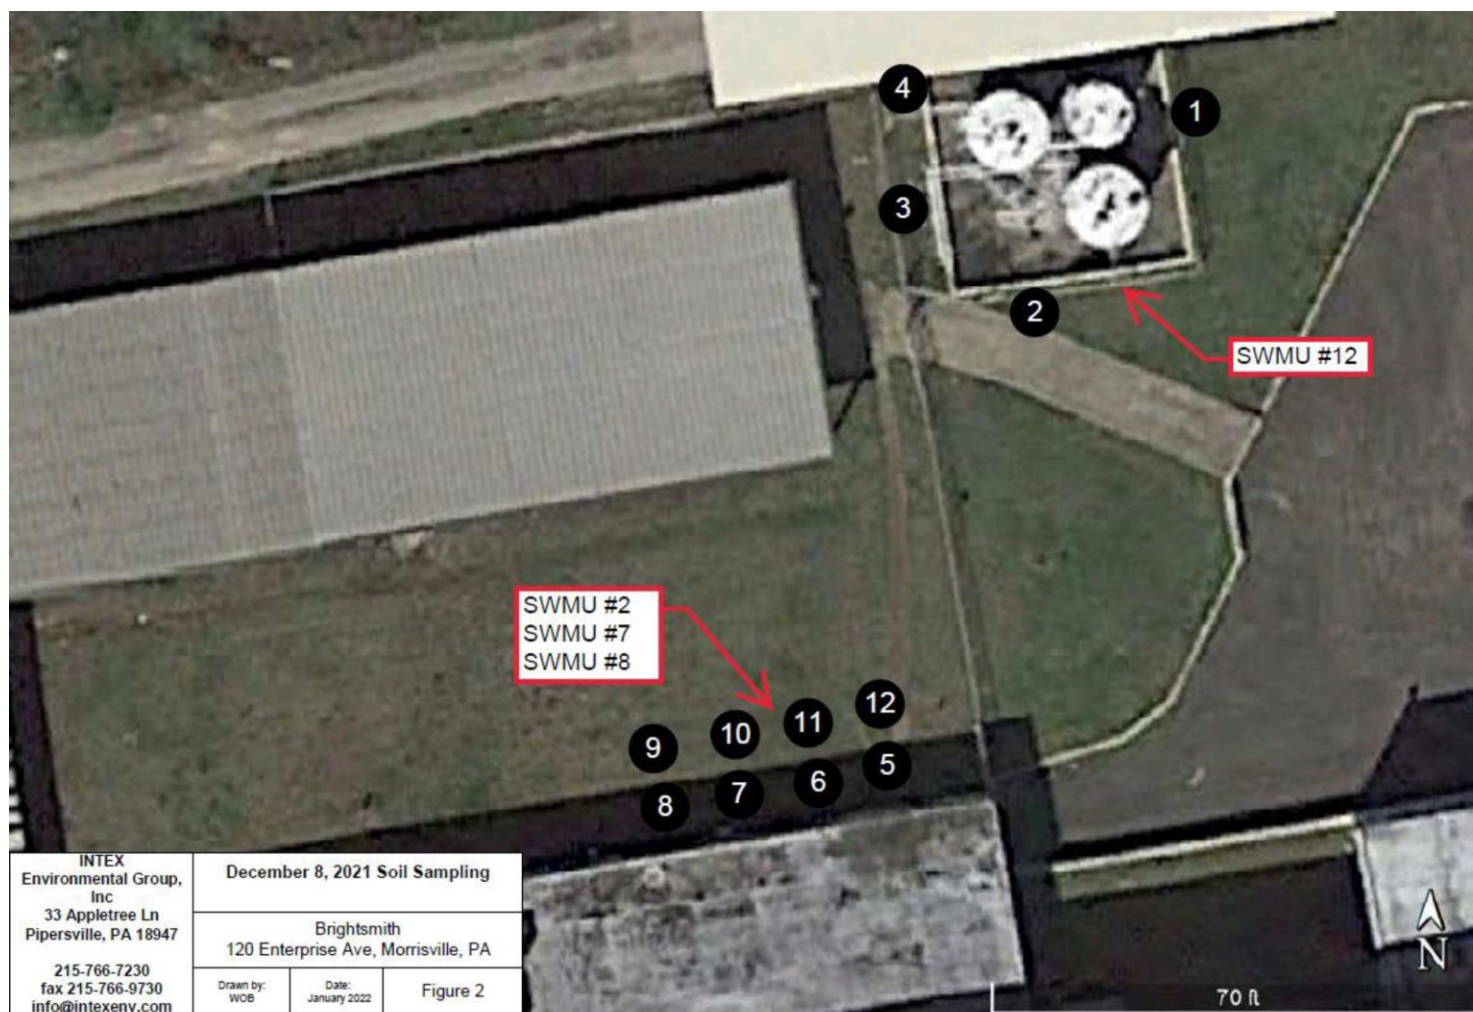 4
1
3
2
SWMU #12
SWMU #2
SWMU #7
SWMU #8
12
11
10
9
5
6
7
8
INTEX
Environmental Group,
Inc
33 Appletree Ln
Pipersville, PA 18947
215-766-7230
fax 215-766-9730
info@intexenv.com
December 8, 2021 Soil Sampling
Brightsmith
120 Enterprise Ave, Morrisville, PA
Drawn by:
WOB
Date:
January 2022
Figure 2
N
70 ft